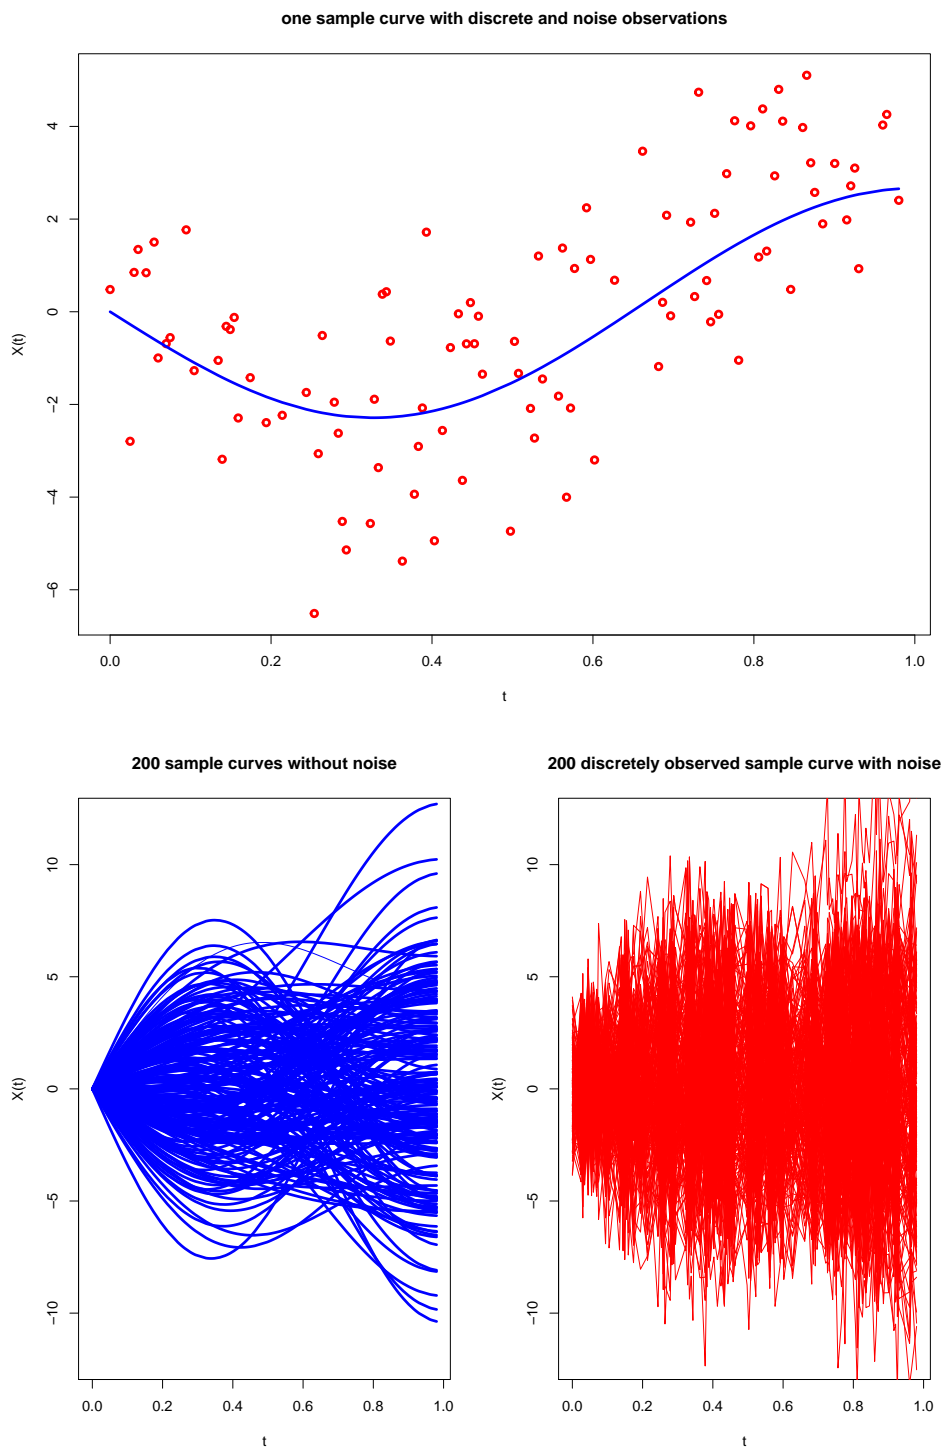 one sample curve with discrete and noise observations
X(t)
4
2
0
−2
−4
−6
0.0 0.2 0.4 0.6 0.8 1.0
t
200 sample curves without noise
X(t)
10
5
0
−5
−10
0.0 0.2 0.4 0.6 0.8 1.0
t
200 discretely observed sample curve with noise
X(t)
10
5
0
−5
−10
0.0 0.2 0.4 0.6 0.8 1.0
t